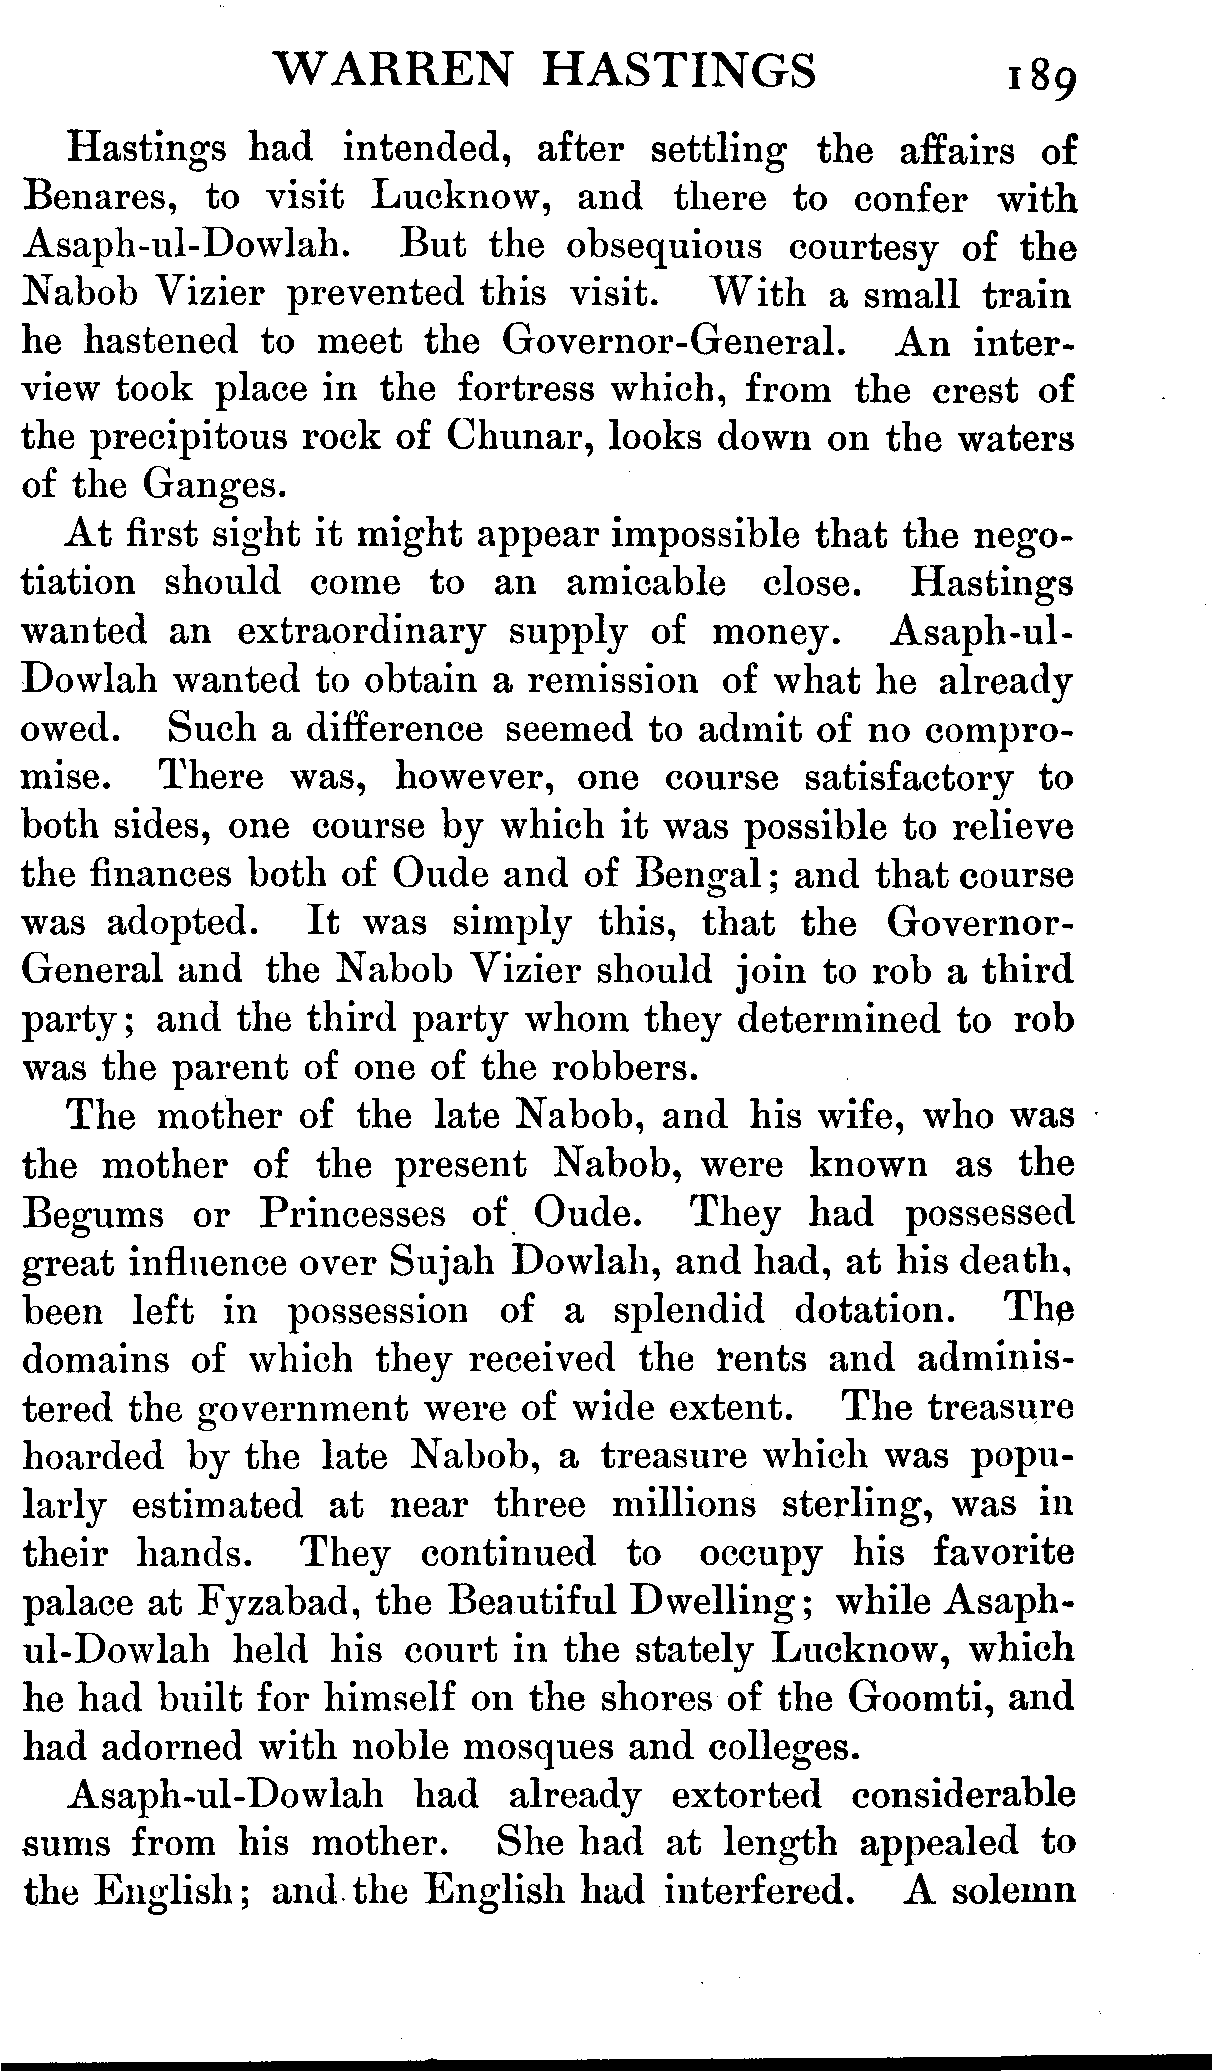 WARREN HASTINGS 189
Hastings had intended, after settling the affairs of
Benares, to visit Lucknow, and there to confer with
Asaph-ul-Dowlah. But the obsequious courtesy of the
Nabob Vizier prevented this visit. With a small train
he hastened to meet the Governor-General. An inter-
view took place in the fortress which, from the crest of
the precipitous rock of Chunar, looks down on the waters
of the Ganges.
At first sight it might appear impossible that the nego-
tiation should come to an amicable close. Hastings
wanted an extraordinary supply of money. Asaph-ul-
Dowlah wanted to obtain a remission of what he already
owed. Such a difference seemed to admit of no compro-
mise. There was, however, one course satisfactory to
both sides, one course by which it was possible to relieve
the finances both of Oude and of Bengal; and that course
was adopted. It was simply this, that the Governor-
General and the Nabob Vizier should join to rob a third
party; and the third party whom they determined to rob
was the parent of one of the robbers.
The mother of the late Nabob, and his wife, who was
the mother of the present Nabob, were known as the
Begums or Princesses of Oude. They had possessed
great influence over Sujah Dowlah, and had, at his death,
been left in possession of a splendid dotation. The
domains of which they received the rents and adminis-
tered the government were of wide extent. The treasure
hoarded by the late Nabob, a treasure which was popu-
larly estimated at near three millions sterling, was in
their hands. They continued to occupy his favorite
palace at Fyzabad, the Beautiful Dwelling; while Asaph-
ul-Dowlah held his court in the stately Lucknow, which
he had built for himself on the shores of the Goomti, and
had adorned with noble mosques and colleges.
Asaph-ul-Dowlah had already extorted considerable
sums from his mother. She had at length appealed to
the English; and the English had interfered. A solemn